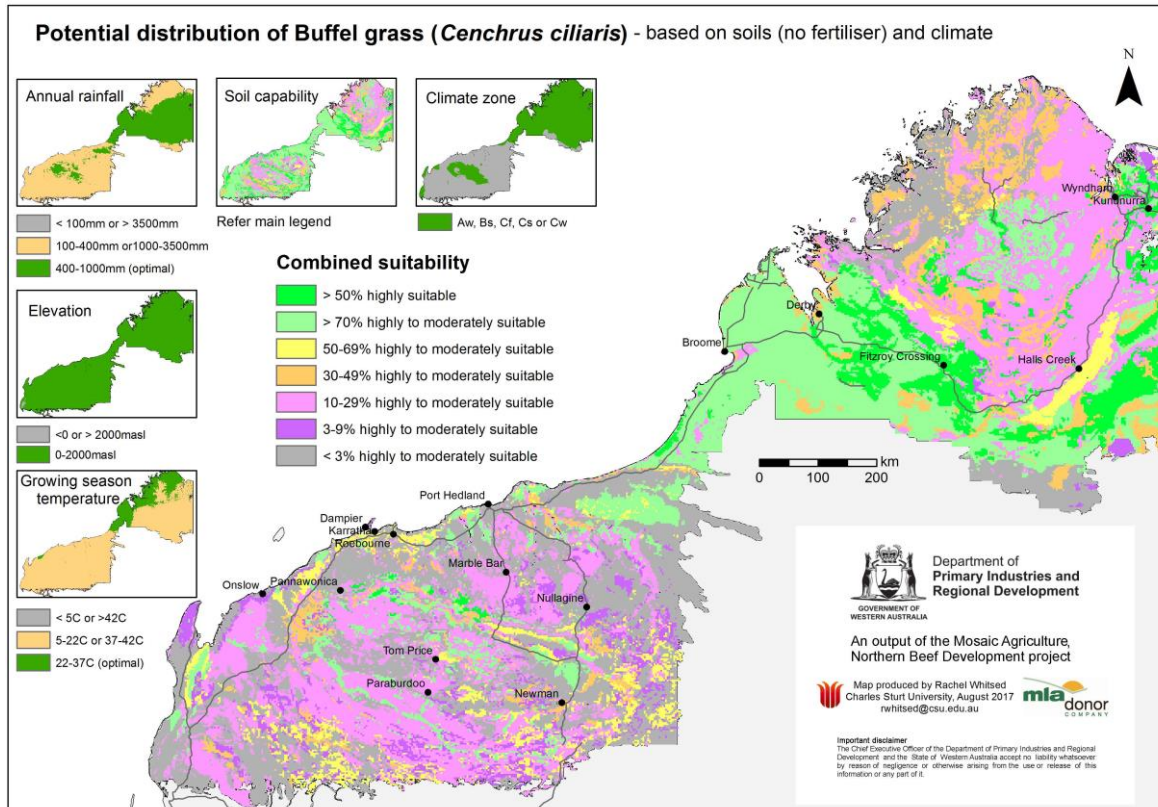 Potential distribution of Buffel grass (Cenchrus ciliaris) - based on soils (no fertiliser) and climate
N
Annual rainfall
< 100mm or > 3500mm
100-400mm or1000-3500mm
400-1000mm (optimal)
Soil capability
Refer main legend
Climate zone
Aw, Bs, Cf, Cs or Cw
Elevation
<0 or > 2000masl
0-2000masl
Growing season
temperature
< 5C or >42C
5-22C or 37-42C
22-37C (optimal)
Combined suitability
> 50% highly suitable
> 70% highly to moderately suitable
50-69% highly to moderately suitable
30-49% highly to moderately suitable
10-29% highly to moderately suitable
3-9% highly to moderately suitable
< 3% highly to moderately suitable
Wyndham
Kununurra
Derby
Broome
Fitzroy Crossing
Halls Creek
km
0 50 100 200
Port Hedland
Dampier
Karratha
Roebourne
Marble Bar
Onslow
Pannawonica
Nullagine
Tom Price
Paraburdoo
Newman
GOVERNMENT OF
WESTERN AUSTRALIA
Department of
Primary Industries and
Regional Development
An output of the Mosaic Agriculture,
Northern Beef Development project
Map produced by Rachel Whitsed
Charles Sturt University, August 2017
rwhitsed@csu.edu.au
mla
donor
COMPANY
Important disclaimer
The Chief Executive Officer of the Department of Primary Industries and Regional
Development and the State of Western Australia accept no liability whatsoever
by reason of negligence or otherwise arising from the use or release of this
information or any part of it.